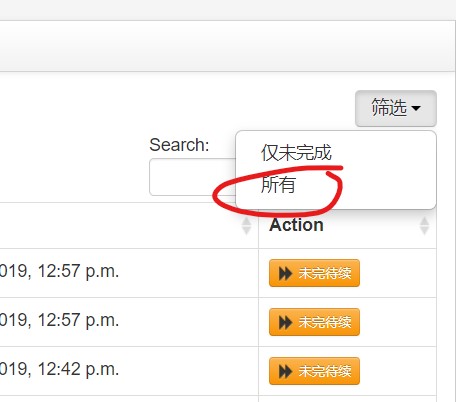 筛选
Search:
仅未完成
所有
Action
019, 12:57 p.m.
未完待续
019, 12:57 p.m.
未完待续
019, 12:42 p.m.
未完待续